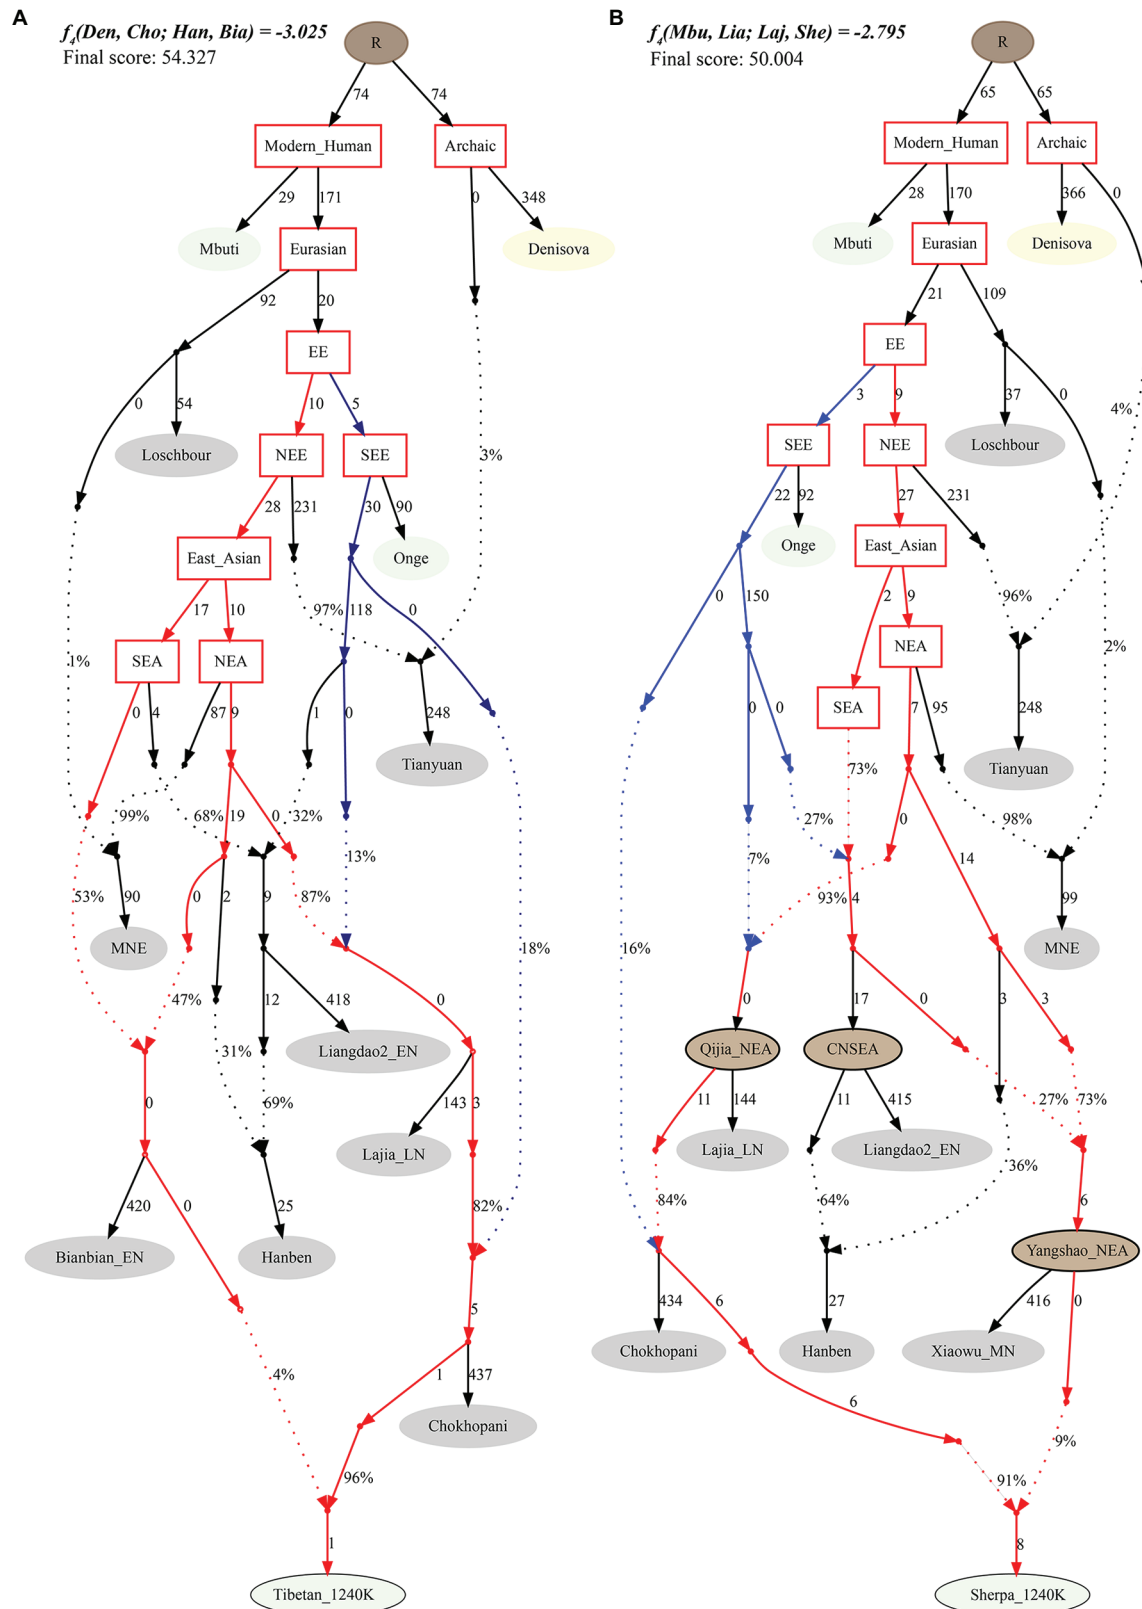 A
f4(Den, Cho; Han, Bia) = -3.025
Final score: 54.327
R
74
74
Modern_Human
Archaic
29
171
0
348
Mbuti
Eurasian
Denisova
92
20
EE
0
54
10
5
Loschbour
NEE
SEE
3%
28
231
30
90
East_Asian
Onge
97%
118
0
17
10
SEA
NEA
1%
0
4
87
9
1
0
248
Tianyuan
99%
68%
19
0
32%
13%
53%
90
0
2
9
87%
18%
MNE
47%
12
418
0
Liangdao2_EN
31%
69%
143
3
0
Lajia_LN
420
0
25
82%
Bianbian_EN
Hanben
5
4%
1
437
Chokhopani
96%
1
Tibetan_1240K
B
f4(Mbu, Lia; Laj, She) = -2.795
Final score: 50.004
R
65
65
Modern_Human
Archaic
28
170
366
0
Mbuti
Eurasian
Denisova
21
109
EE
3
9
37
0
4%
SEE
NEE
Loschbour
22
92
27
231
Onge
East_Asian
0
150
2
9
96%
NEA
2%
SEA
0
0
7
95
248
73%
Tianyuan
27%
0
98%
7%
14
93%
4
99
16%
MNE
0
17
0
3
3
Qijia_NEA
CNSEA
11
144
11
415
27%
73%
Lajia_LN
Liangdao2_EN
36%
84%
64%
6
Yangshao_NEA
434
6
27
416
0
Chokhopani
Hanben
Xiaowu_MN
6
9%
91%
8
Sherpa_1240K